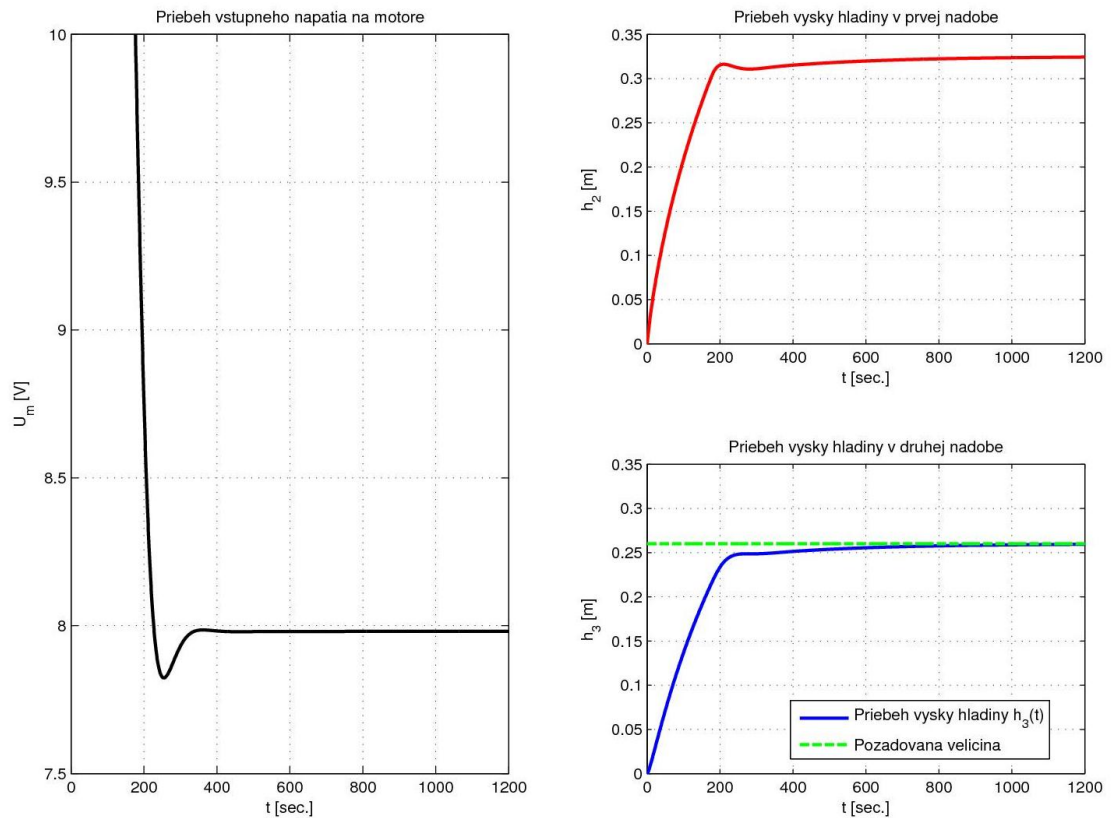 Priebeh vstupneho napatia na motore
10
9.5
9
8.5
8
7.5
U_m [V]
0 200 400 600 800 1000 1200
t [sec.]
Priebeh vysky hladiny v prvej nadobe
0.35
0.3
0.25
0.2
0.15
0.1
0.05
0
h_2 [m]
0 200 400 600 800 1000 1200
t [sec.]
Priebeh vysky hladiny v druhej nadobe
0.35
0.3
0.25
0.2
0.15
0.1
0.05
0
h_3 [m]
Priebeh vysky hladiny h_3(t)
Pozadovana velicina
0 200 400 600 800 1000 1200
t [sec.]